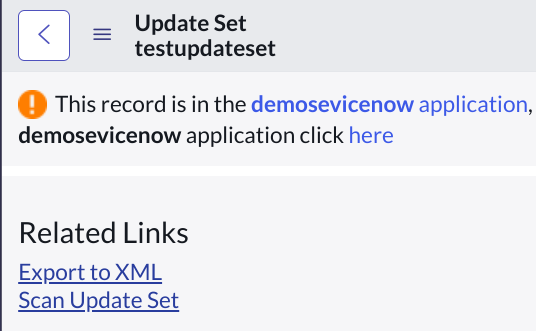 Update Set
testupdateset
This record is in the demosevicenow application,
demosevicenow application click here
Related Links
Export to XML
Scan Update Set